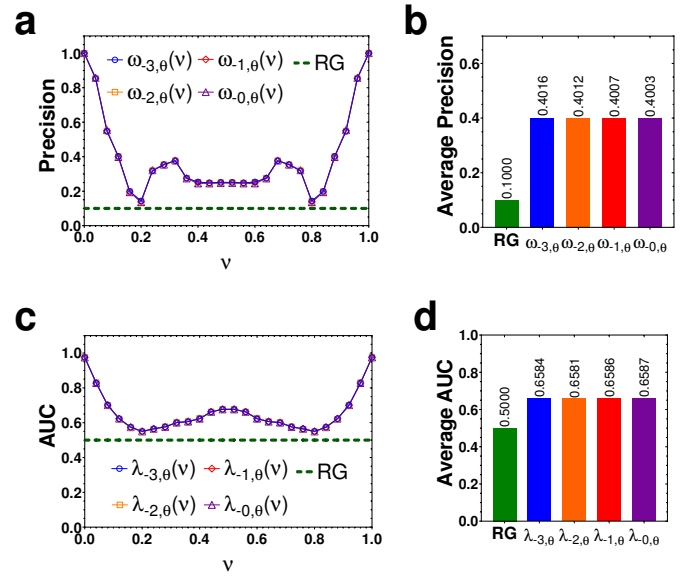 a
Precision
1.0
0.8
0.6
0.4
0.2
0.0
0.0 0.2 0.4 0.6 0.8 1.0
ν
ω-3,θ(ν) ω-1,θ(ν) RG
ω-2,θ(ν) ω-0,θ(ν)
b
Average Precision
0.6
0.4
0.2
0.0
0.1000 0.4016 0.4012 0.4007 0.4003
RG ω-3,θ ω-2,θ ω-1,θ ω-0,θ
c
AUC
1.0
0.8
0.6
0.4
0.2
0.0
0.0 0.2 0.4 0.6 0.8 1.0
ν
λ-3,θ(ν) λ-1,θ(ν) RG
λ-2,θ(ν) λ-0,θ(ν)
d
Average AUC
1.0
0.8
0.6
0.4
0.2
0.0
0.5000 0.6584 0.6581 0.6586 0.6587
RG λ-3,θ λ-2,θ λ-1,θ λ-0,θ